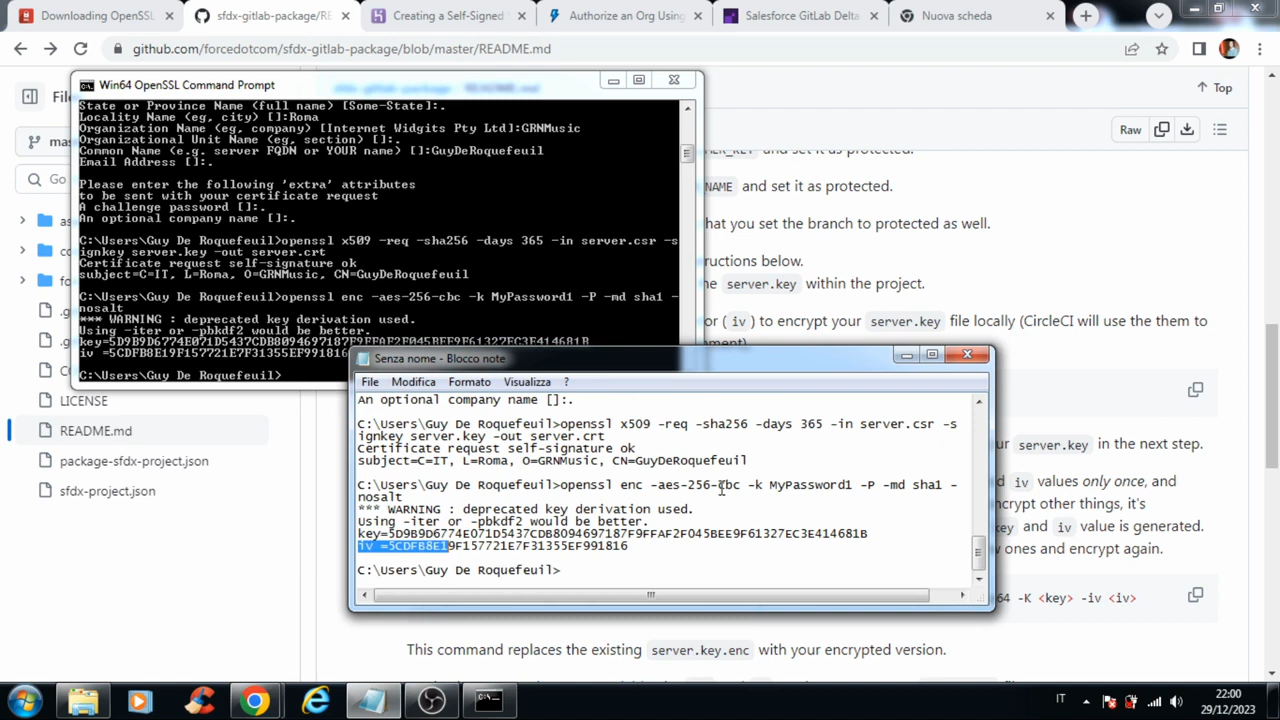 Downloading OpenSSL
sfdx-gitlab-package/RE
Creating a Self-Signed
Authorize an Org Using
Salesforce GitLab Delta
Nuova scheda
github.com/forcedotcom/sfdx-gitlab-package/blob/master/README.md
Top
Raw
Win64 OpenSSL Command Prompt
State or Province Name (full name) [Some-State]:.
Locality Name (eg, city) []:Roma
Organization Name (eg, company) [Internet Widgits Pty Ltd]:GRNMusic
Organizational Unit Name (eg, section) []:.
Common Name (e.g. server FQDN or YOUR name) []:GuyDeRoquefeuil
Email Address []:.
Please enter the following 'extra' attributes
to be sent with your certificate request
A challenge password []:.
An optional company name []:.
C:\Users\Guy De Roquefeuil>openssl x509 -req -sha256 -days 365 -in server.csr -s
ignkey server.key -out server.crt
Certificate request self-signature ok
subject=C=IT, L=Roma, O=GRNMusic, CN=GuyDeRoquefeuil
C:\Users\Guy De Roquefeuil>openssl enc -aes-256-cbc -k MyPassword1 -P -md sha1 -
nosalt
*** WARNING : deprecated key derivation used.
Using -iter or -pbkdf2 would be better.
key=5D9B9D6774E071D5437CDB8094697187F9FFAF2F045BEE9F61327EC3E414681B
iv =5CDFB8E19F157721E7F31355EF991816
C:\Users\Guy De Roquefeuil>
File
mas
Go
as
co
fo
.g
.g
CO
LICENSE
README.md
package-sfdx-project.json
sfdx-project.json
ER_KEY and set it as protected.
NAME and set it as protected.
hat you set the branch to protected as well.
ructions below.
he server.key within the project.
or ( iv ) to encrypt your server.key file locally (CircleCI will use them to
ment)
our server.key in the next step.
d iv values only once, and
ncrypt other things, it's
key and iv value is generated.
w ones and encrypt again.
64 -K <key> -iv <iv>
This command replaces the existing server.key.enc with your encrypted version.
Senza nome - Blocco note
File Modifica Formato Visualizza ?
An optional company name []:.
C:\Users\Guy De Roquefeuil>openssl x509 -req -sha256 -days 365 -in server.csr -s
ignkey server.key -out server.crt
Certificate request self-signature ok
subject=C=IT, L=Roma, O=GRNMusic, CN=GuyDeRoquefeuil
C:\Users\Guy De Roquefeuil>openssl enc -aes-256-cbc -k MyPassword1 -P -md sha1 -
nosalt
*** WARNING : deprecated key derivation used.
Using -iter or -pbkdf2 would be better.
key=5D9B9D6774E071D5437CDB8094697187F9FFAF2F045BEE9F61327EC3E414681B
iv =5CDFB8E19F157721E7F31355EF991816
C:\Users\Guy De Roquefeuil>
IT
22:00
29/12/2023